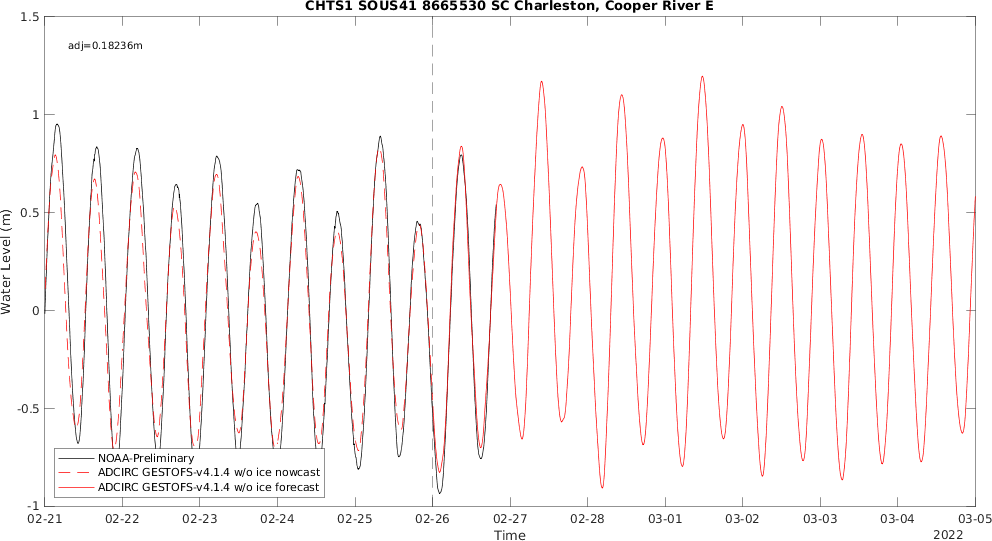 CHTS1 SOUS41 8665530 SC Charleston, Cooper River E
adj=0.18236m
Water Level (m)
1.5
1
0.5
0
-0.5
-1
NOAA-Preliminary
ADCIRC GESTOFS-v4.1.4 w/o ice nowcast
ADCIRC GESTOFS-v4.1.4 w/o ice forecast
02-21 02-22 02-23 02-24 02-25 02-26 02-27 02-28 03-01 03-02 03-03 03-04 03-05
Time
2022